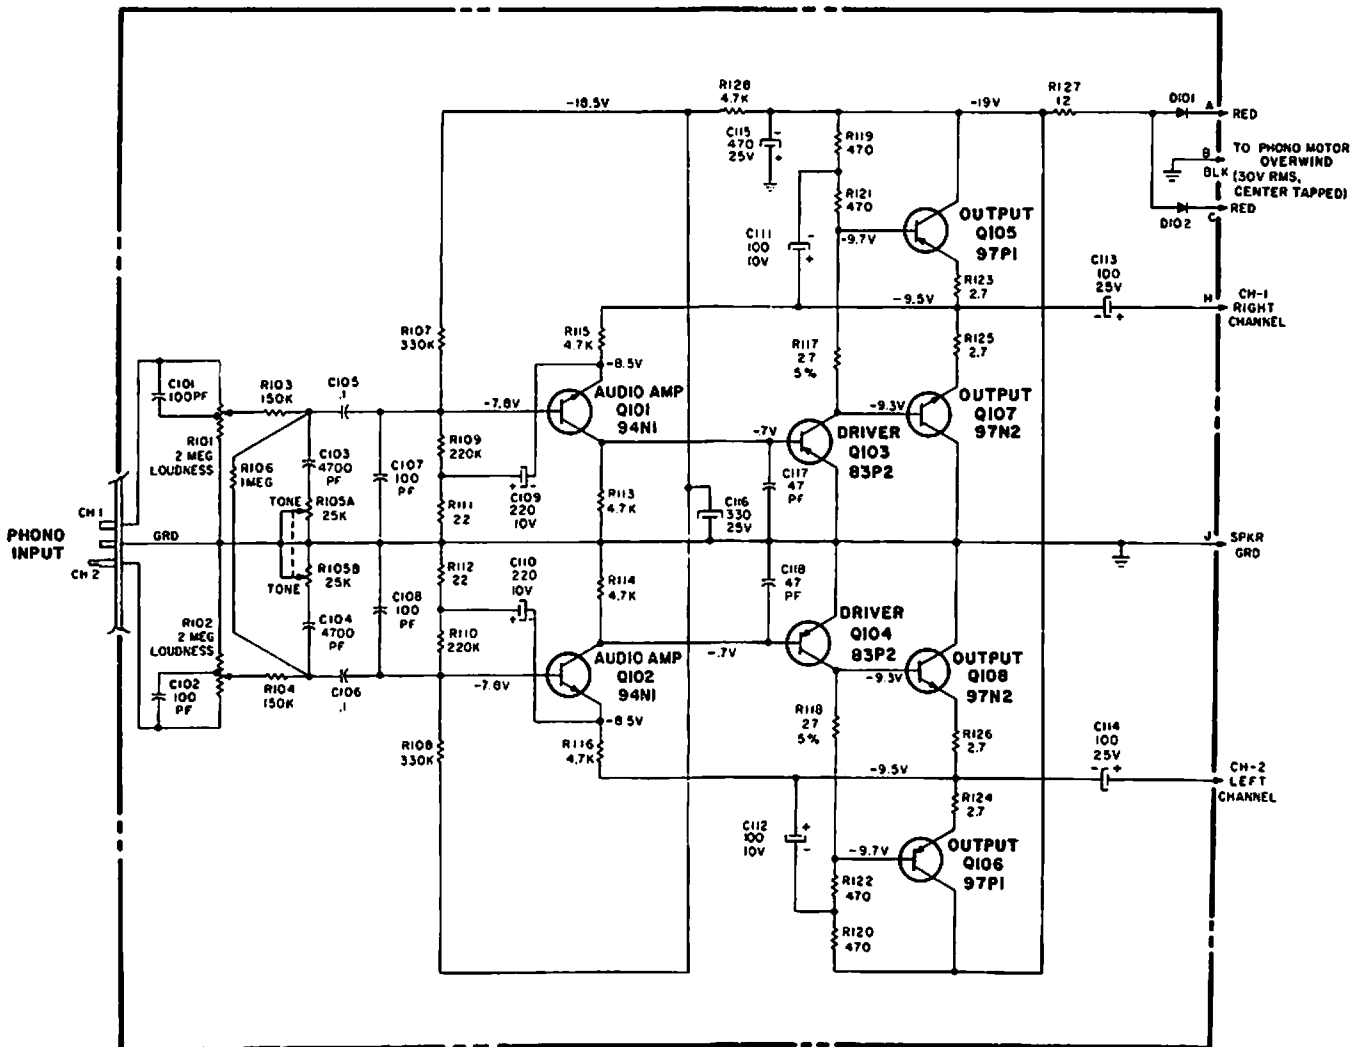 R128
4.7K
-18.5V
-19V
R127
12
D101
A
RED
C115
470
25V
R119
470
B
BLK
TO PHONO MOTOR
OVERWIND
(30V RMS,
CENTER TAPPED)
RED
C
D102
R121
470
C111
100
10V
-9.7V
OUTPUT
Q105
97P1
R123
2.7
C113
100
25V
-9.5V
H
CH-1
RIGHT
CHANNEL
R107
330K
R115
4.7K
-8.5V
R117
27
5%
R125
2.7
C101
100PF
R103
150K
C105
.1
-7.8V
AUDIO AMP
Q101
94N1
-9.3V
OUTPUT
Q107
97N2
R101
2 MEG
LOUDNESS
R106
1MEG
C103
4700
PF
C107
100
PF
R109
220K
-.7V
DRIVER
Q103
83P2
C117
47
PF
TONE
R105A
25K
R111
22
C109
220
10V
R113
4.7K
C116
330
25V
CH 1
PHONO
INPUT
GRD
CH 2
J
SPKR
GRD
TONE
R105B
25K
R112
22
C110
220
10V
R114
4.7K
C118
47
PF
R102
2 MEG
LOUDNESS
C104
4700
PF
C108
100
PF
R110
220K
-.7V
DRIVER
Q104
83P2
C102
100
PF
R104
150K
C106
.1
-7.8V
AUDIO AMP
Q102
94N1
-9.3V
OUTPUT
Q108
97N2
-8.5V
R108
330K
R116
4.7K
R118
27
5%
R126
2.7
C114
100
25V
-9.5V
CH-2
LEFT
CHANNEL
R124
2.7
C112
100
10V
-9.7V
OUTPUT
Q106
97P1
R122
470
R120
470